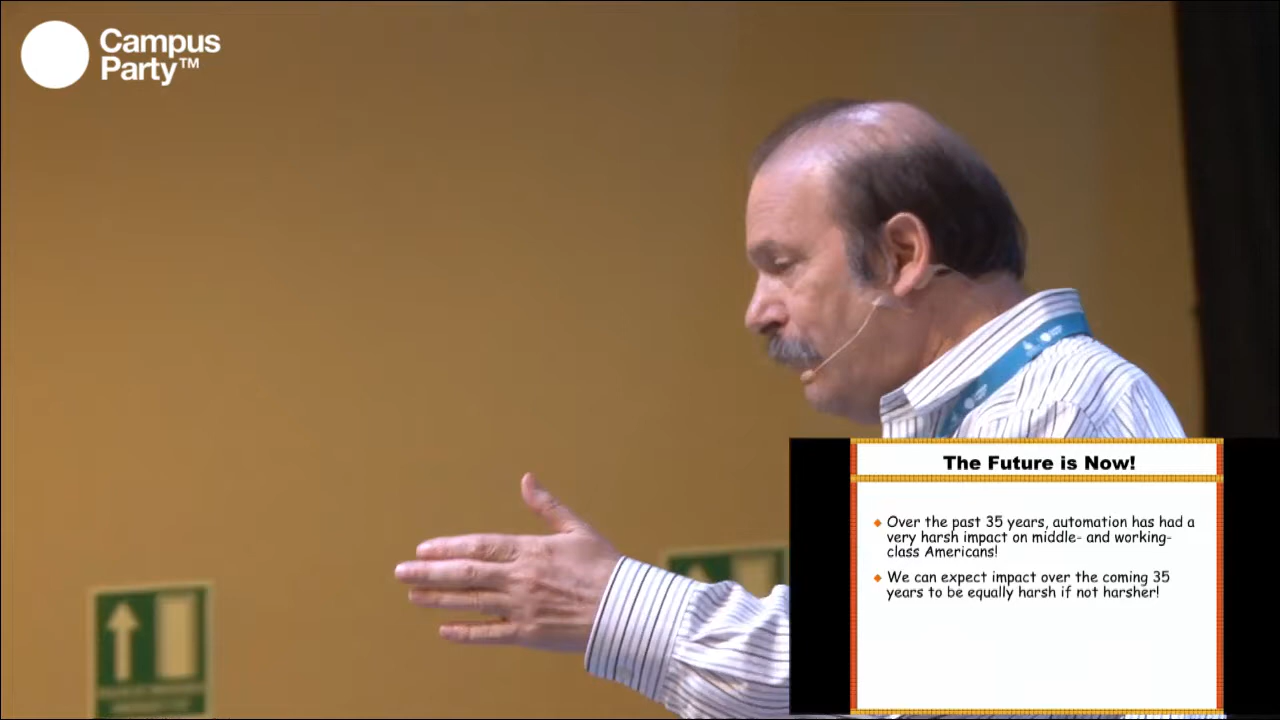 Campus
Party™
The Future is Now!
Over the past 35 years, automation has had a
very harsh impact on middle- and working-
class Americans!
We can expect impact over the coming 35
years to be equally harsh if not harsher!